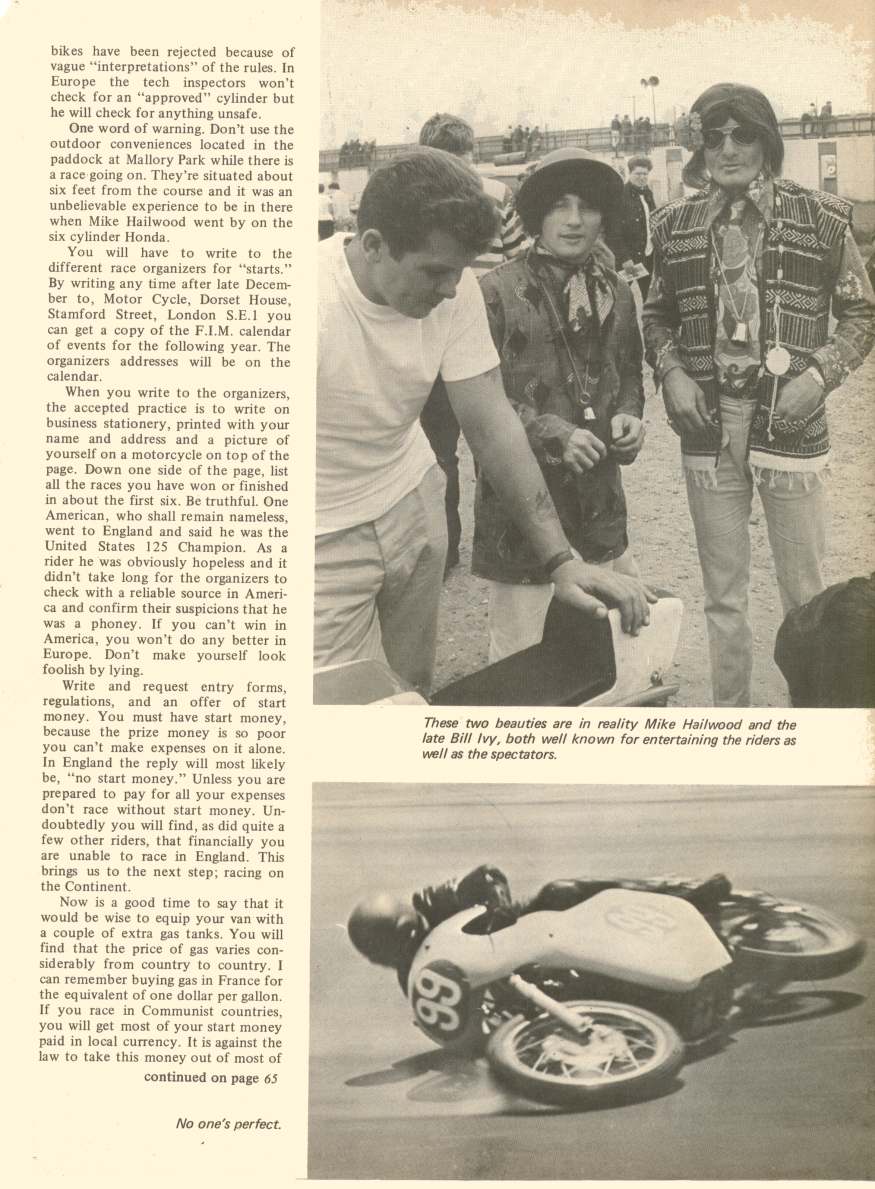 bikes have been rejected because of
vague "interpretations" of the rules. In
Europe the tech inspectors won't
check for an "approved" cylinder but
he will check for anything unsafe.
One word of warning. Don't use the
outdoor conveniences located in the
paddock at Mallory Park while there is
a race going on. They're situated about
six feet from the course and it was an
unbelievable experience to be in there
when Mike Hailwood went by on the
six cylinder Honda.
You will have to write to the
different race organizers for "starts."
By writing any time after late Decem-
ber to, Motor Cycle, Dorset House,
Stamford Street, London S.E.1 you
can get a copy of the F.I.M. calendar
of events for the following year. The
organizers addresses will be on the
calendar.
When you write to the organizers,
the accepted practice is to write on
business stationery, printed with your
name and address and a picture of
yourself on a motorcycle on top of the
page. Down one side of the page, list
all the races you have won or finished
in about the first six. Be truthful. One
American, who shall remain nameless,
went to England and said he was the
United States 125 Champion. As a
rider he was obviously hopeless and it
didn't take long for the organizers to
check with a reliable source in Ameri-
ca and confirm their suspicions that he
was a phoney. If you can't win in
America, you won't do any better in
Europe. Don't make yourself look
foolish by lying.
Write and request entry forms,
regulations, and an offer of start
money. You must have start money,
because the prize money is so poor
you can't make expenses on it alone.
In England the reply will most likely
be, "no start money." Unless you are
prepared to pay for all your expenses
don't race without start money. Un-
doubtedly you will find, as did quite a
few other riders, that financially you
are unable to race in England. This
brings us to the next step; racing on
the Continent.
Now is a good time to say that it
would be wise to equip your van with
a couple of extra gas tanks. You will
find that the price of gas varies con-
siderably from country to country. I
can remember buying gas in France for
the equivalent of one dollar per gallon.
If you race in Communist countries,
you will get most of your start money
paid in local currency. It is against the
law to take this money out of most of
continued on page 65
No one's perfect.
These two beauties are in reality Mike Hailwood and the
late Bill Ivy, both well known for entertaining the riders as
well as the spectators.
99